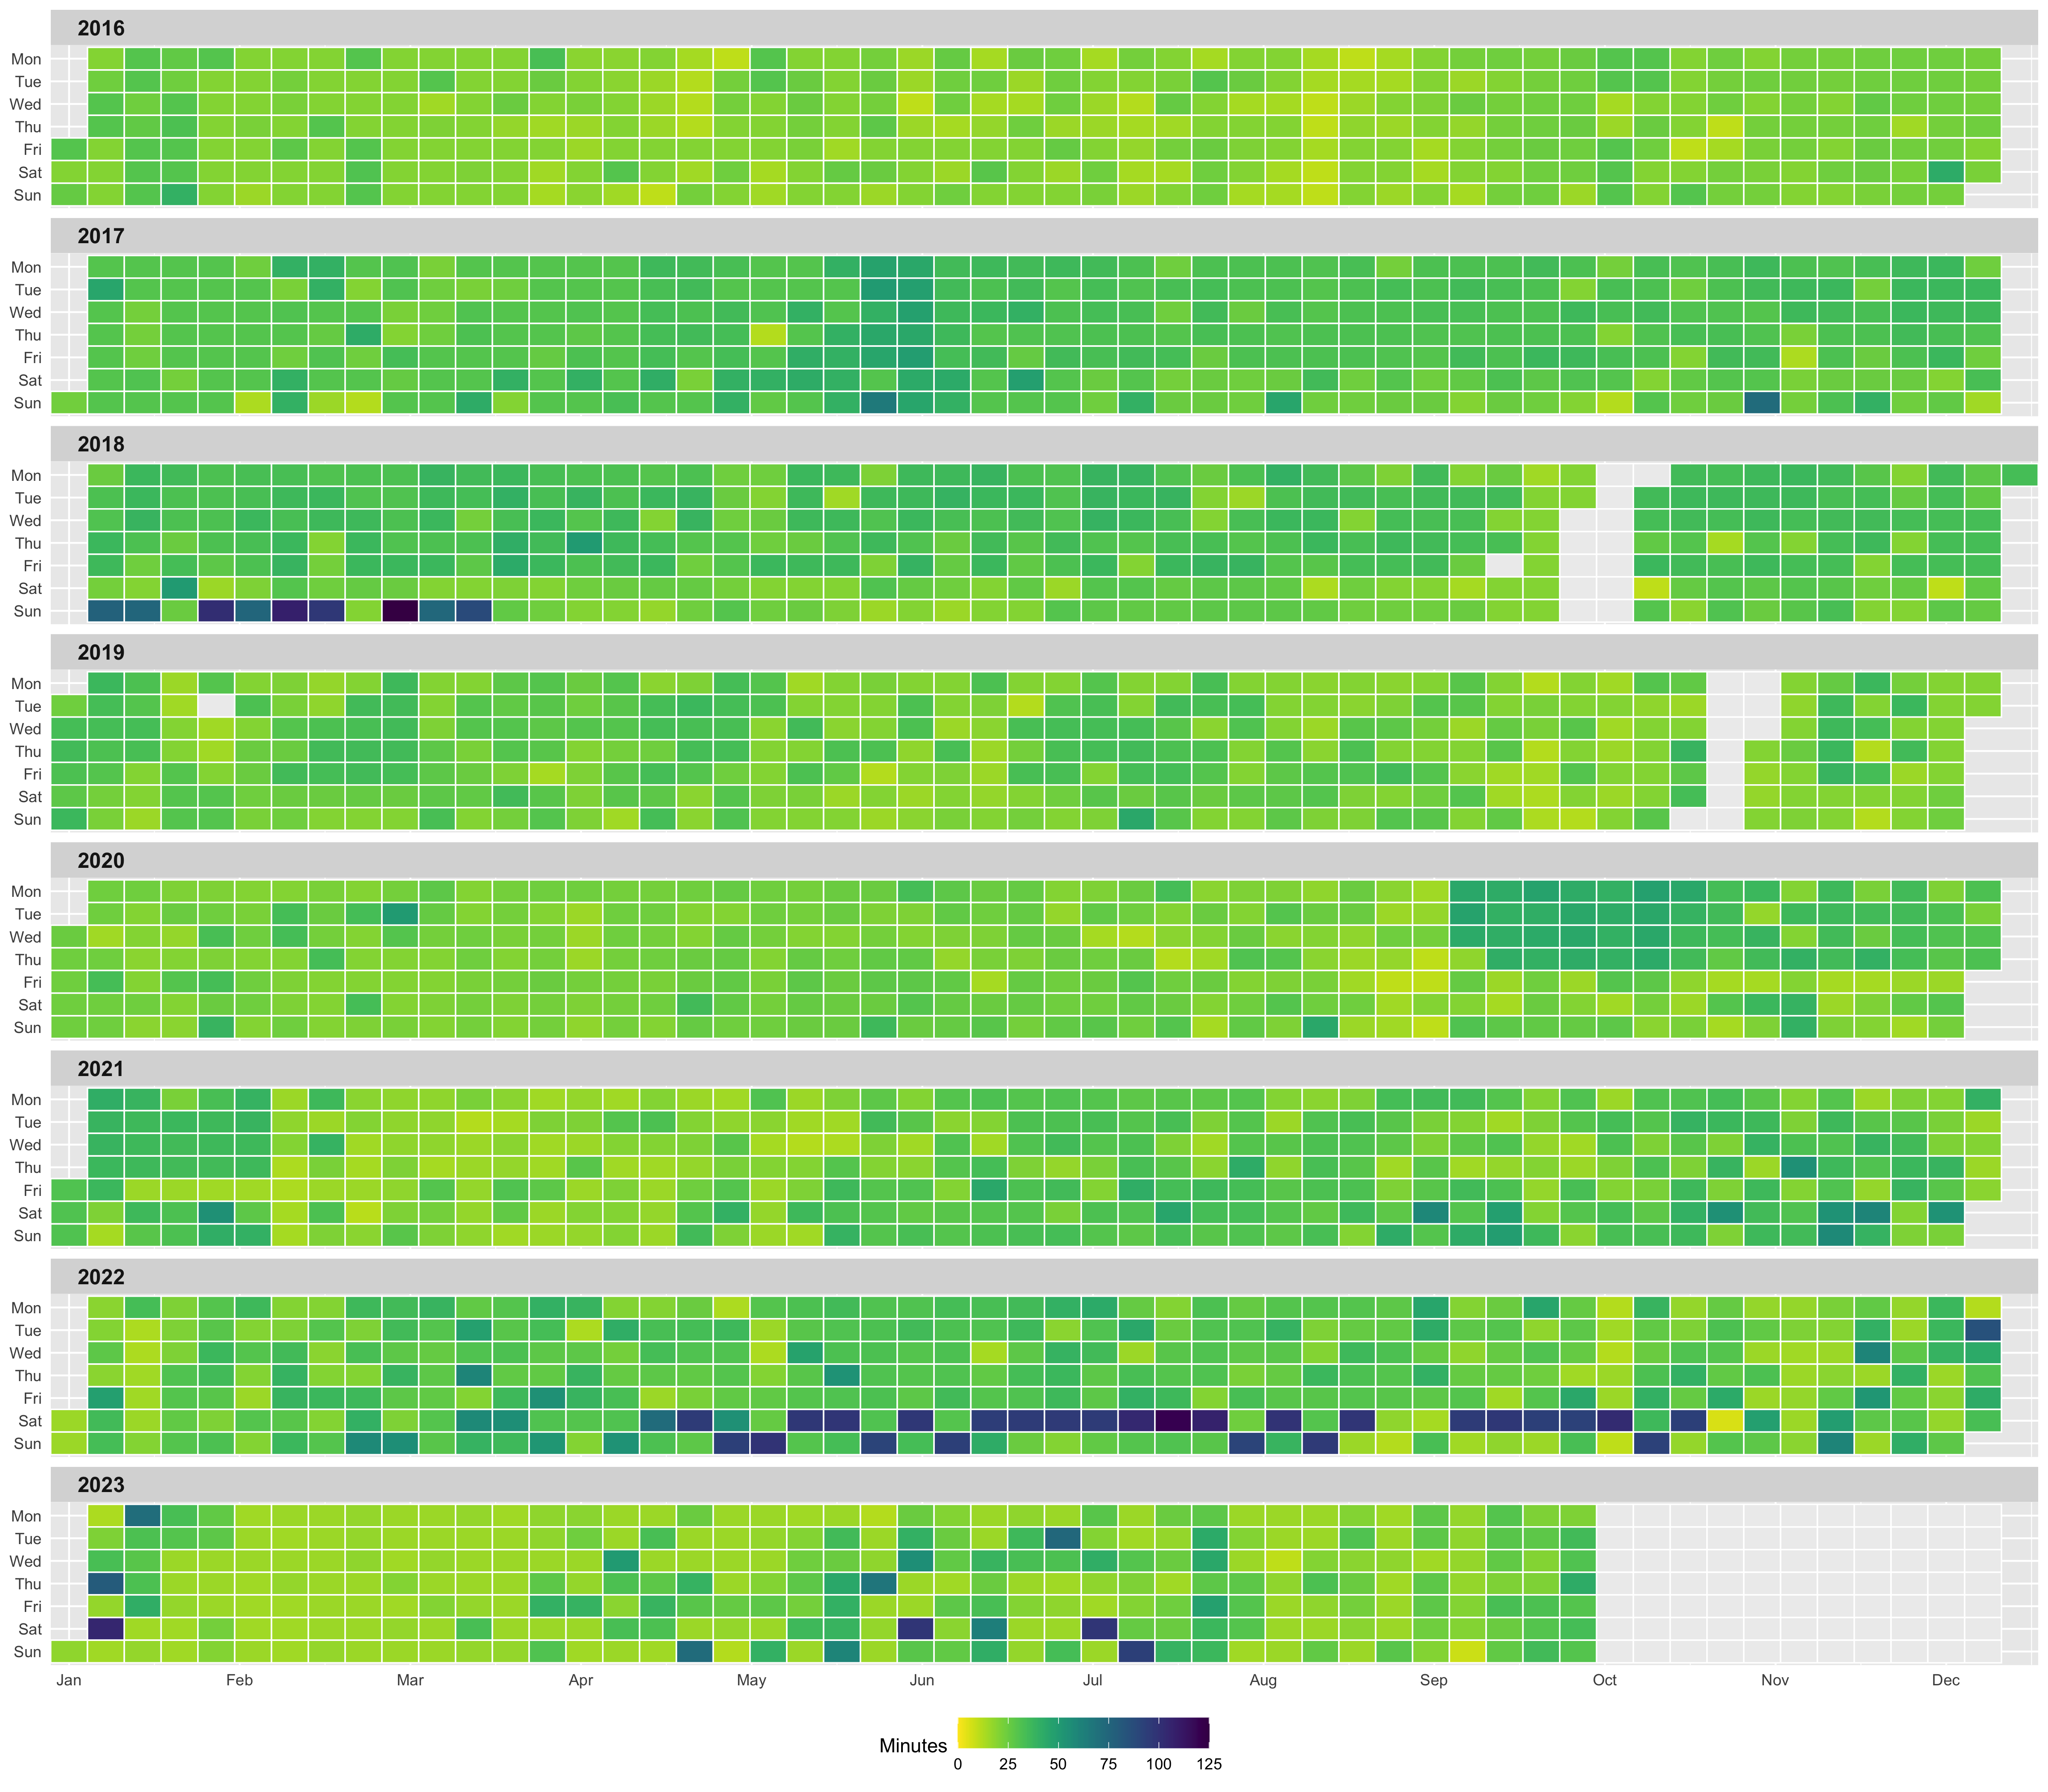 2016
Mon
Tue
Wed
Thu
Fri
Sat
Sun
2017
Mon
Tue
Wed
Thu
Fri
Sat
Sun
2018
Mon
Tue
Wed
Thu
Fri
Sat
Sun
2019
Mon
Tue
Wed
Thu
Fri
Sat
Sun
2020
Mon
Tue
Wed
Thu
Fri
Sat
Sun
2021
Mon
Tue
Wed
Thu
Fri
Sat
Sun
2022
Mon
Tue
Wed
Thu
Fri
Sat
Sun
2023
Mon
Tue
Wed
Thu
Fri
Sat
Sun
Jan Feb Mar Apr May Jun Jul Aug Sep Oct Nov Dec
Minutes
0 25 50 75 100 125